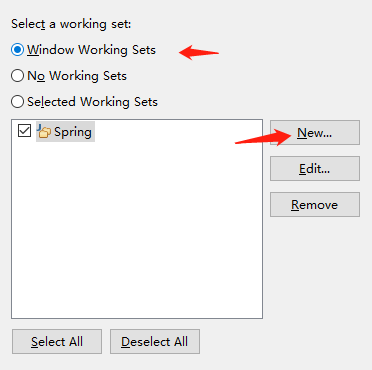 Select a working set:
Window Working Sets
No Working Sets
Selected Working Sets
Spring
New...
Edit...
Remove
Select All
Deselect All